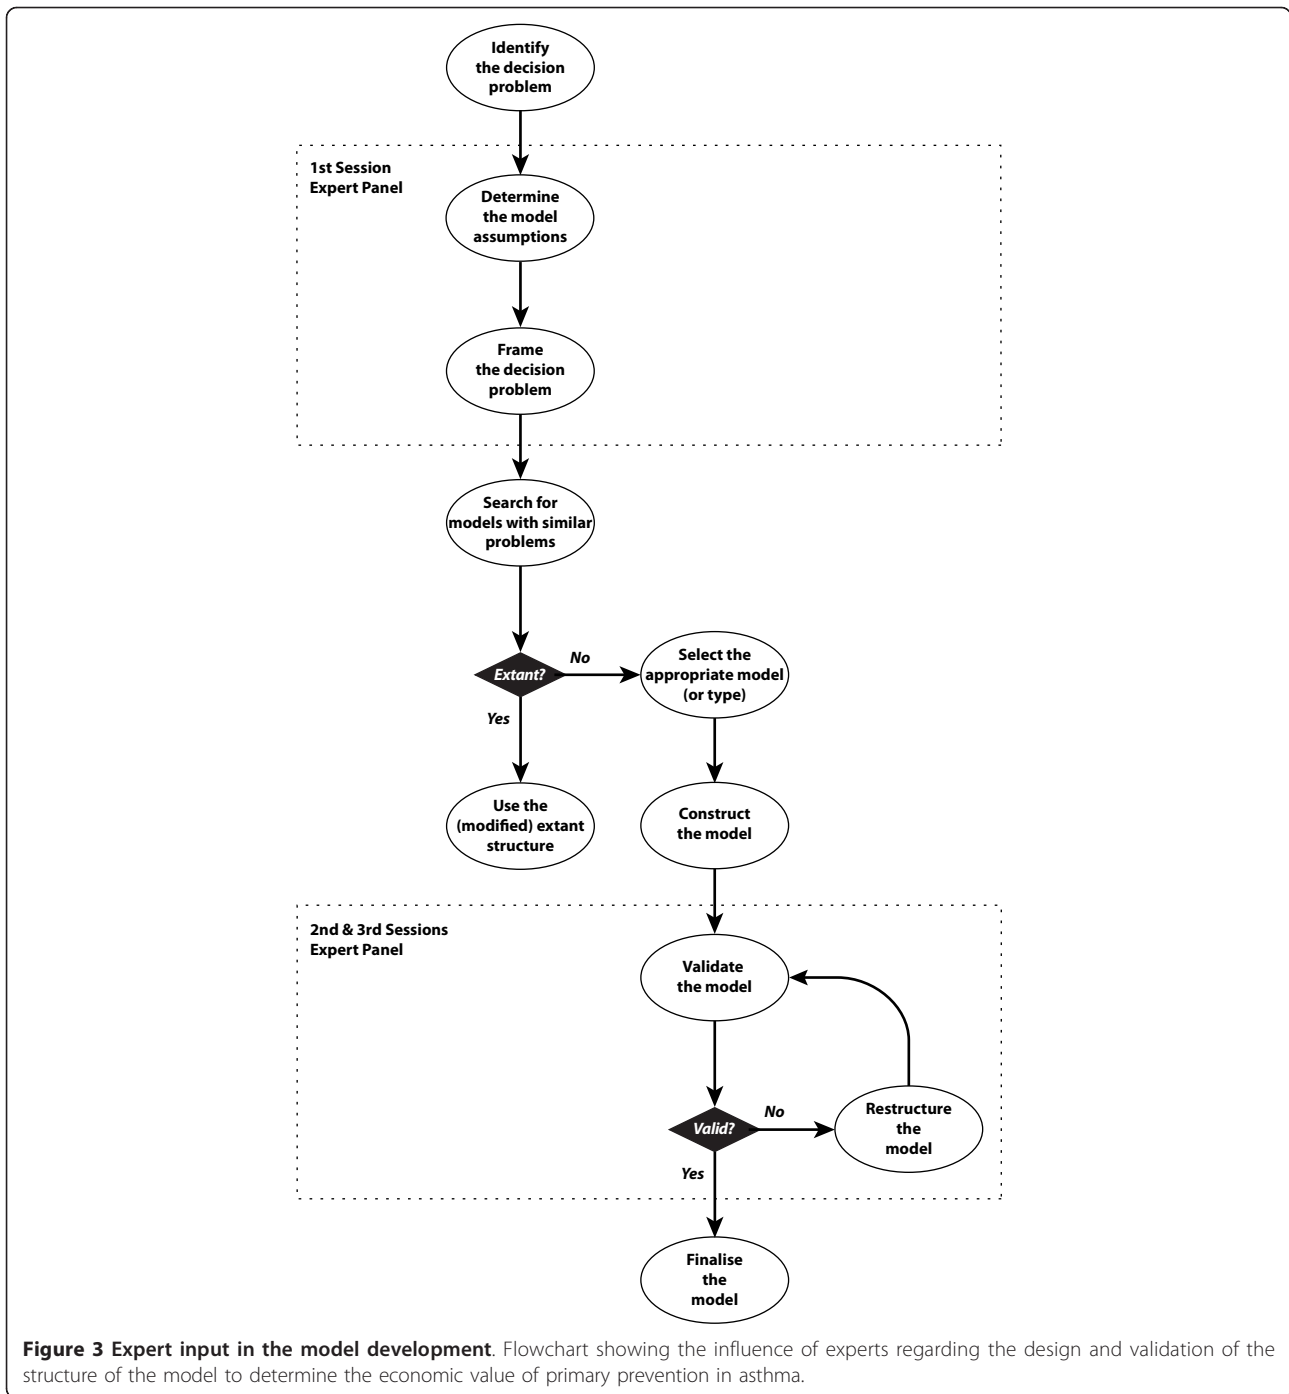 Identify
the decision
problem
1st Session
Expert Panel
Determine
the model
assumptions
Frame
the decision
problem
Search for
models with similar
problems
Extant?
No
Select the
appropriate model
(or type)
Yes
Use the
(modified) extant
structure
Construct
the model
2nd & 3rd Sessions
Expert Panel
Validate
the model
Valid?
No
Restructure
the
model
Yes
Finalise
the
model
Figure 3 Expert input in the model development. Flowchart showing the influence of experts regarding the design and validation of the
structure of the model to determine the economic value of primary prevention in asthma.